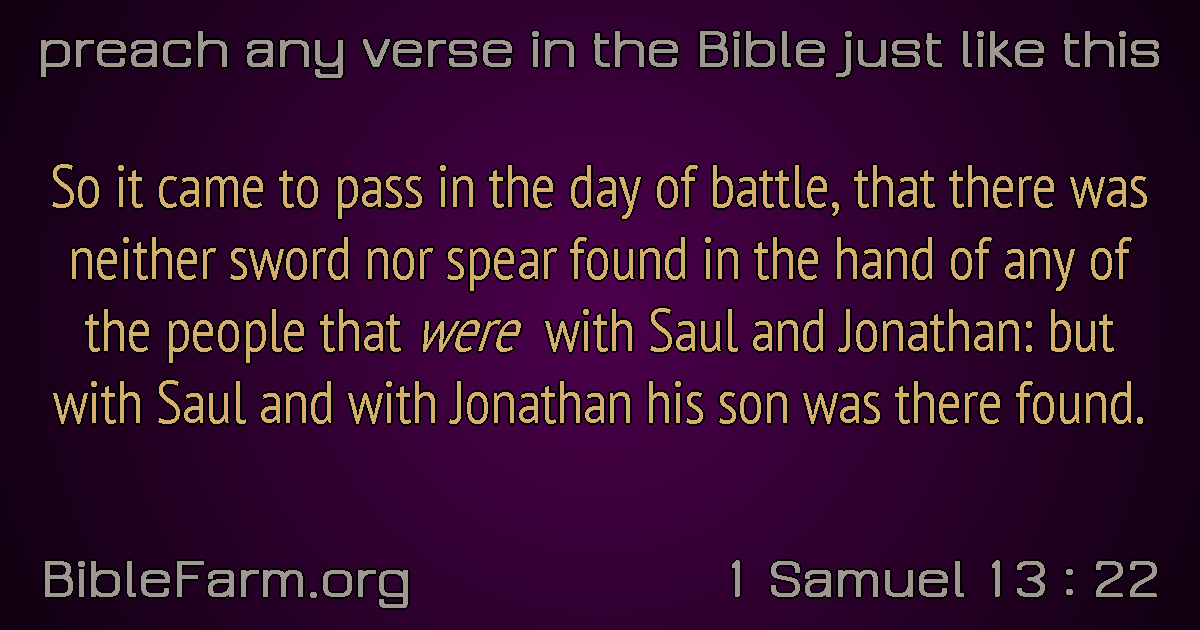 preach any verse in the Bible just like this
So it came to pass in the day of battle, that there was
neither sword nor spear found in the hand of any of
the people that were with Saul and Jonathan: but
with Saul and with Jonathan his son was there found.
BibleFarm.org
1 Samuel 13 : 22